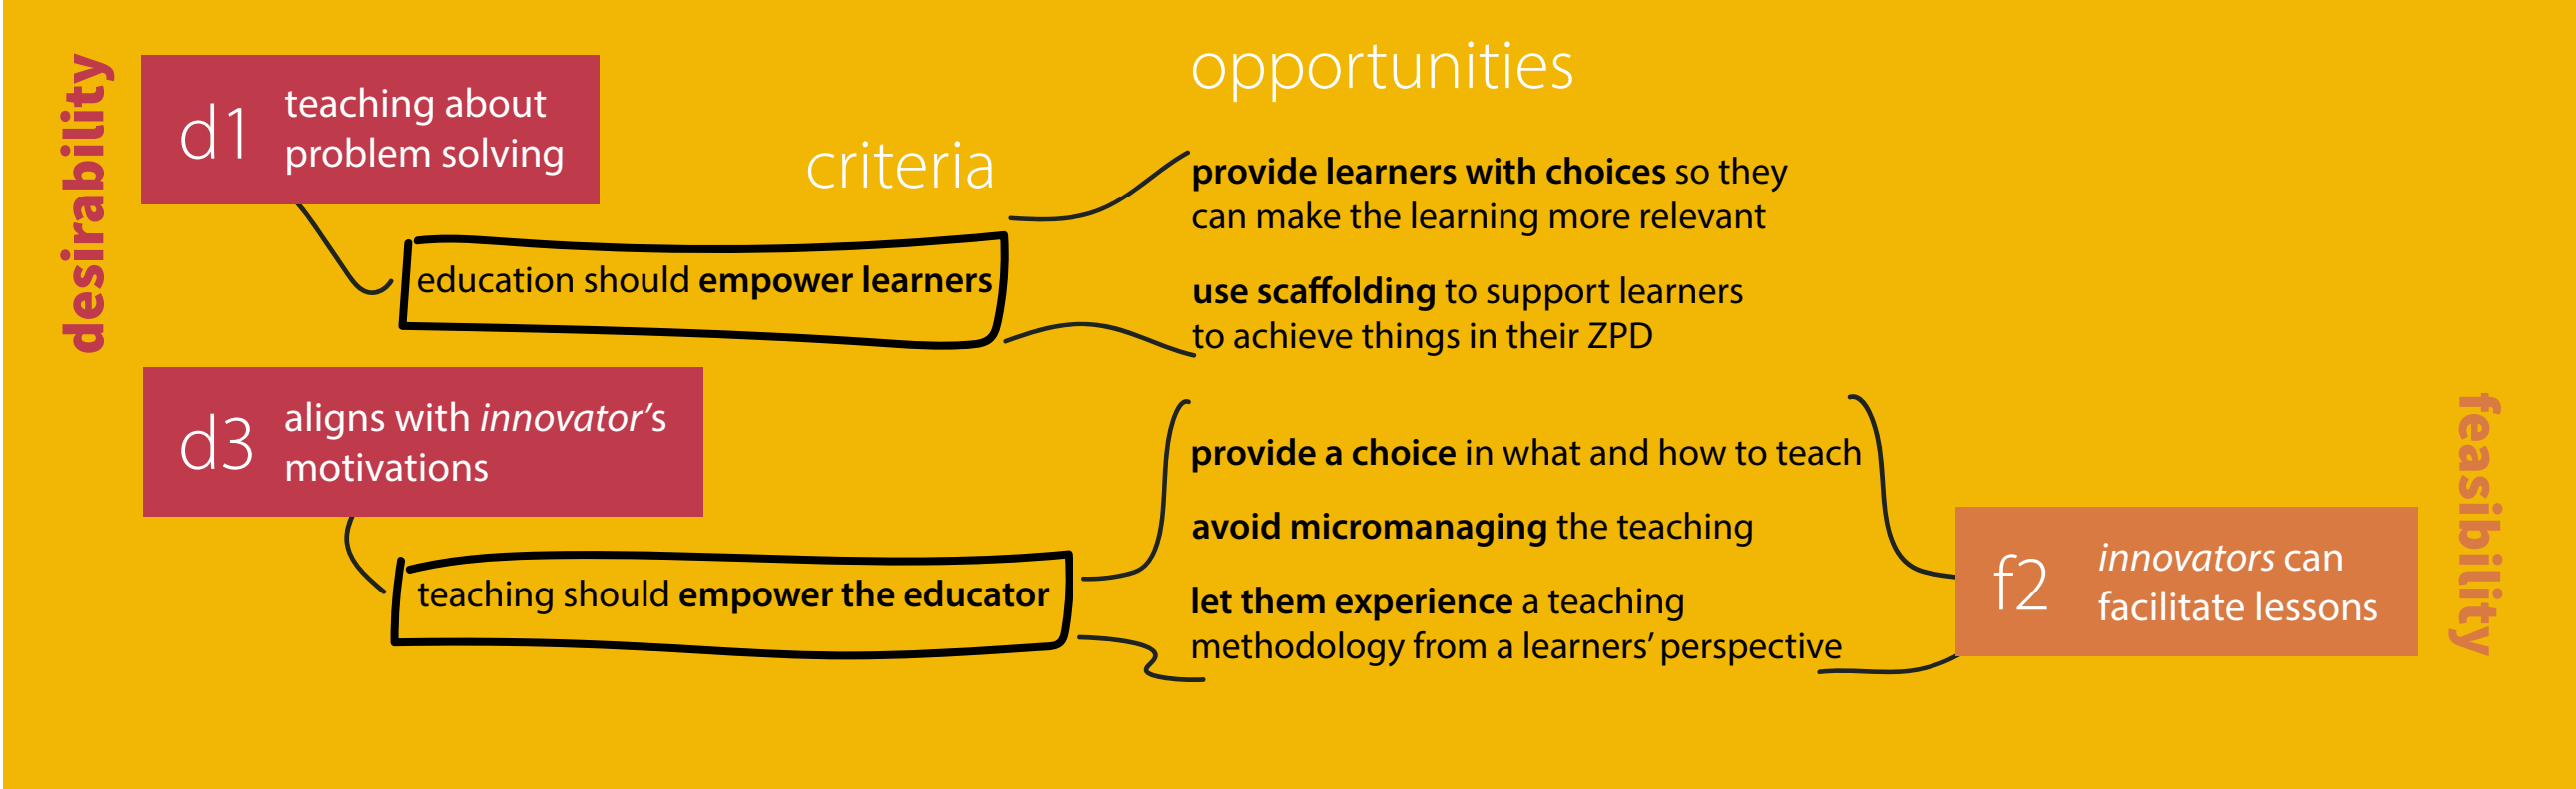 desirability
d1
teaching about
problem solving
criteria
opportunities
education should empower learners
provide learners with choices so they
can make the learning more relevant
use scaffolding to support learners
to achieve things in their ZPD
d3
aligns with innovator's
motivations
teaching should empower the educator
provide a choice in what and how to teach
avoid micromanaging the teaching
let them experience a teaching
methodology from a learners' perspective
f2
innovators can
facilitate lessons
feasibility